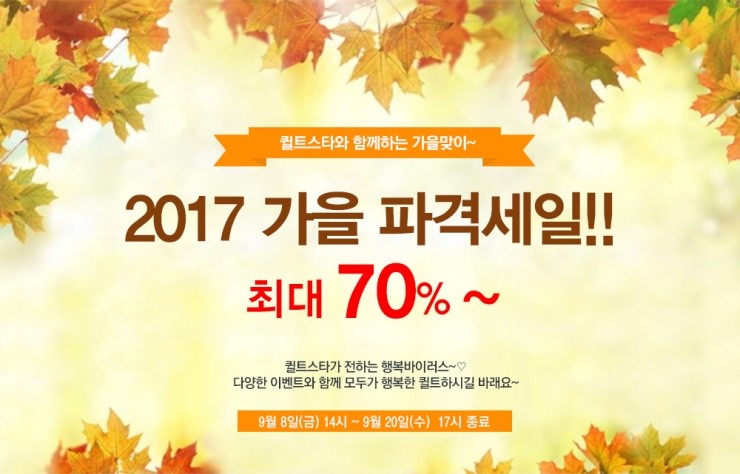 퀼트스타와 함께하는 가을맞이~
2017 가을 파격세일!!
최대 70% ~
퀼트스타가 전하는 행복바이러스~♡
다양한 이벤트와 함께 모두가 행복한 퀼트하시길 바래요~
9월 8일(금) 14시 ~ 9월 20일(수) 17시 종료